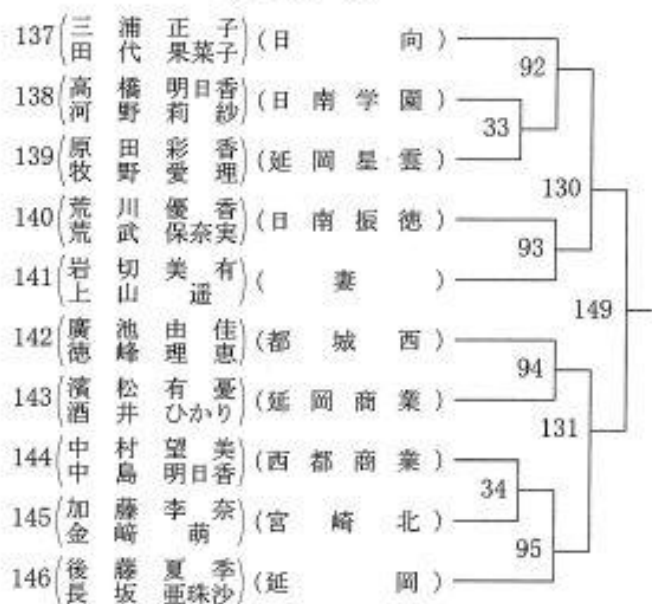 137 三浦正子 田代果菜子 (日向)
92
138 高橋明日香 河野莉紗 (日南学園)
33
139 原田彩香 牧野愛理 (延岡星雲)
130
140 荒川優香 荒武保奈実 (日南振徳)
93
141 岩切美有 上山遥 (妻)
149
142 廣池由佳 徳峰理恵 (都城西)
94
143 濱松有憂 酒井ひかり (延岡商業)
131
144 中村望美 中島明日香 (西都商業)
34
145 加藤李奈 金﨑萌 (宮崎北)
95
146 後藤夏季 長坂亜珠沙 (延岡)